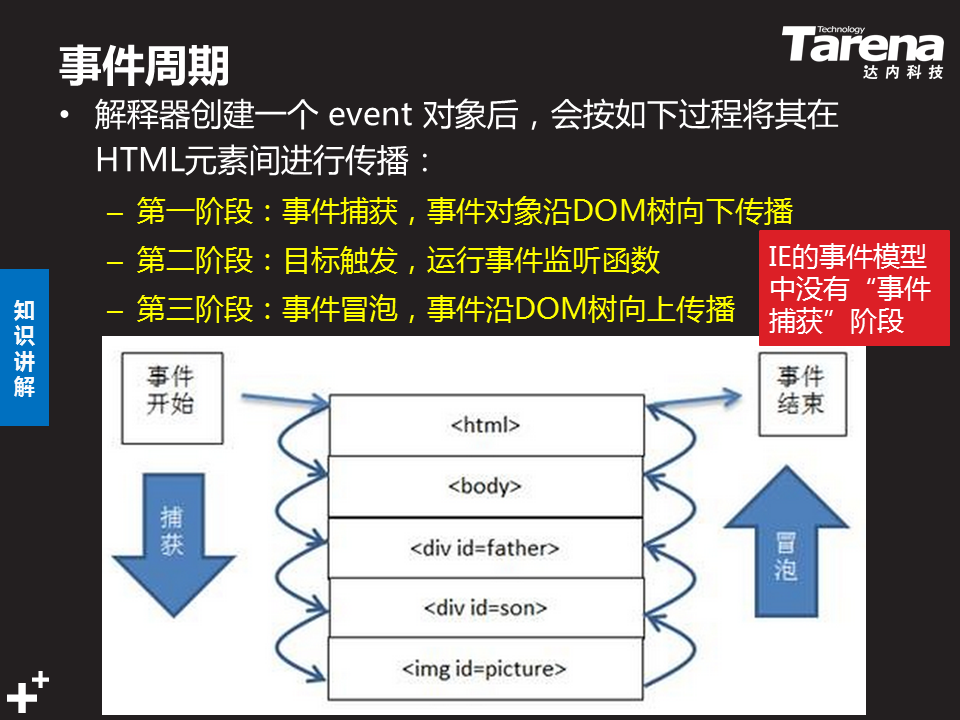 事件周期
Technology
Tarena
达内科技
• 解释器创建一个 event 对象后，会按如下过程将其在
HTML元素间进行传播：
– 第一阶段：事件捕获，事件对象沿DOM树向下传播
– 第二阶段：目标触发，运行事件监听函数
– 第三阶段：事件冒泡，事件沿DOM树向上传播
IE的事件模型
中没有“事件
捕获”阶段
知
识
讲
解
事件
开始
事件
结束
<html>
<body>
<div id=father>
<div id=son>
<img id=picture>
捕
获
冒
泡